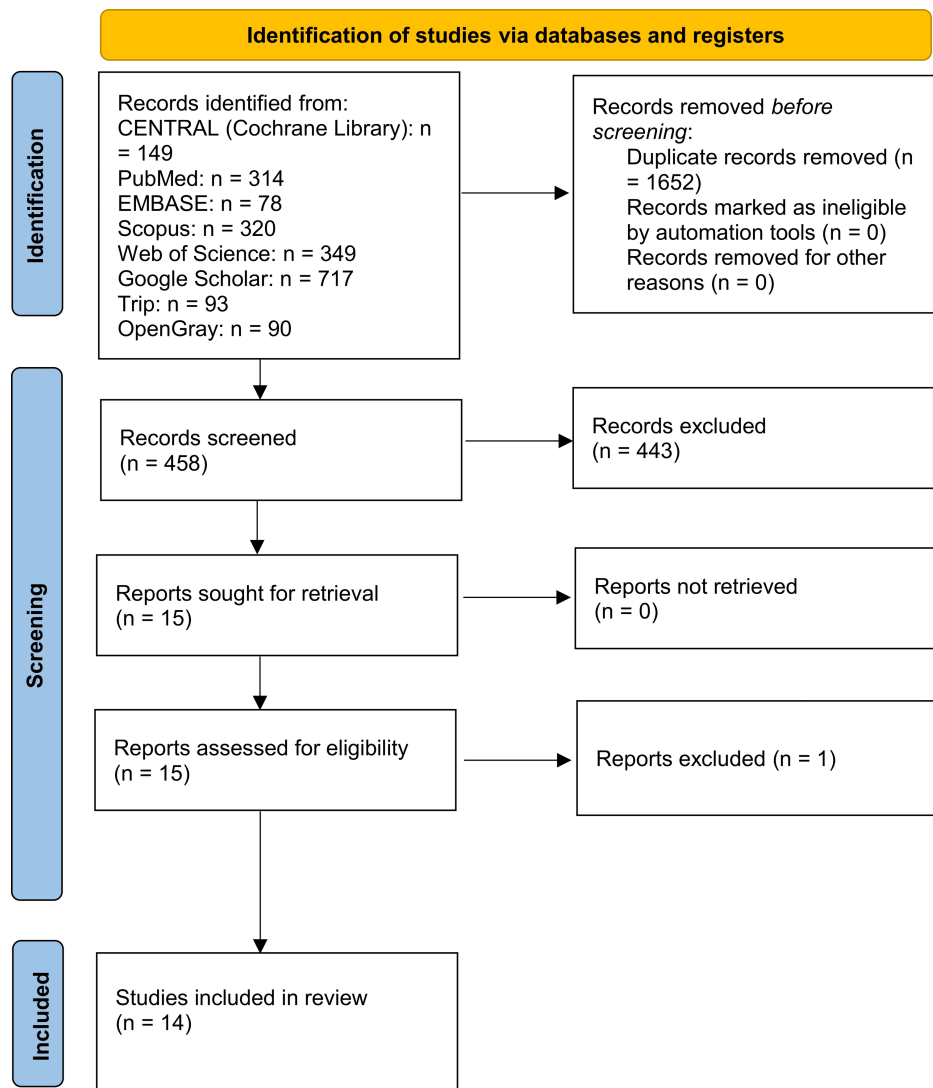 Identification of studies via databases and registers
Identification
Records identified from:
CENTRAL (Cochrane Library): n
= 149
PubMed: n = 314
EMBASE: n = 78
Scopus: n = 320
Web of Science: n = 349
Google Scholar: n = 717
Trip: n = 93
OpenGray: n = 90
Records removed before
screening:
Duplicate records removed (n
= 1652)
Records marked as ineligible
by automation tools (n = 0)
Records removed for other
reasons (n = 0)
Screening
Records screened
(n = 458)
Records excluded
(n = 443)
Reports sought for retrieval
(n = 15)
Reports not retrieved
(n = 0)
Reports assessed for eligibility
(n = 15)
Reports excluded (n = 1)
Included
Studies included in review
(n = 14)